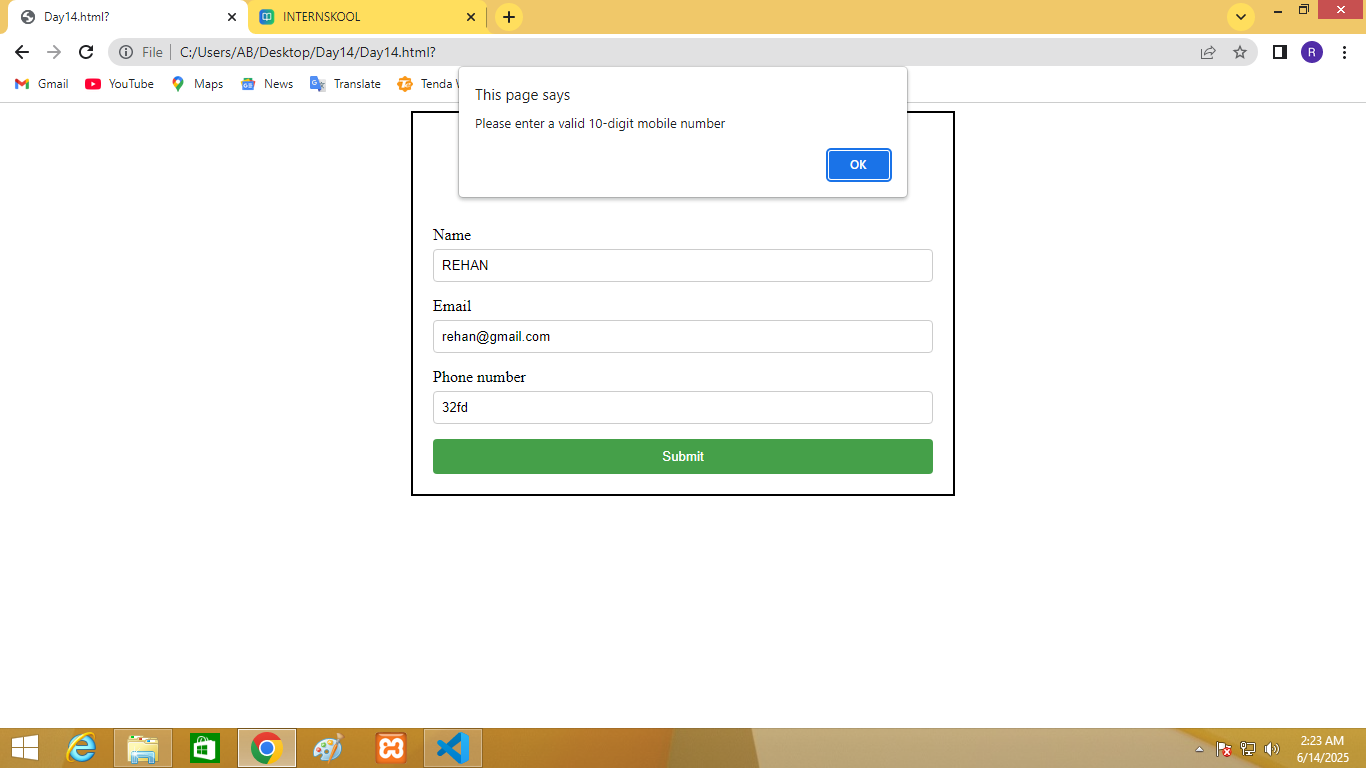 Day14.html?
INTERNSKOOL
File
C:/Users/AB/Desktop/Day14/Day14.html?
R
Gmail
YouTube
Maps
News
Translate
Tenda
This page says
Please enter a valid 10-digit mobile number
OK
Name
REHAN
Email
rehan@gmail.com
Phone number
32fd
Submit
2:23 AM
6/14/2025